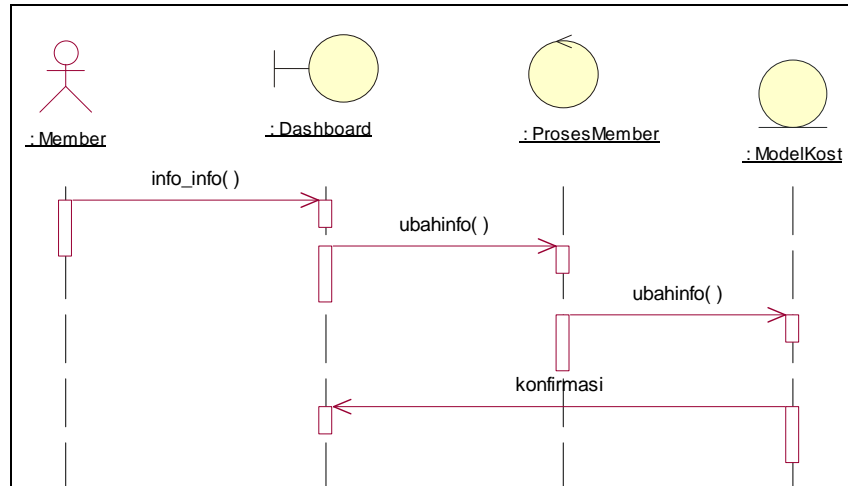 : Member
: Dashboard
: ProsesMember
: ModelKost
info_info( )
ubahinfo( )
ubahinfo( )
konfirmasi